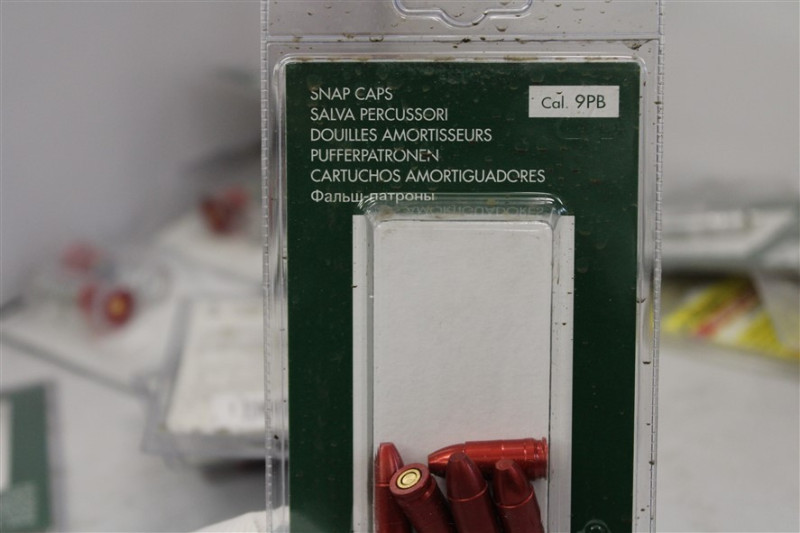 SNAP CAPS
Cal. 9PB
SALVA PERCUSSORI
DOUILLES AMORTISSEURS
PUFFERPATRONEN
CARTUCHOS AMORTIGUADORES
Фальш-патроны